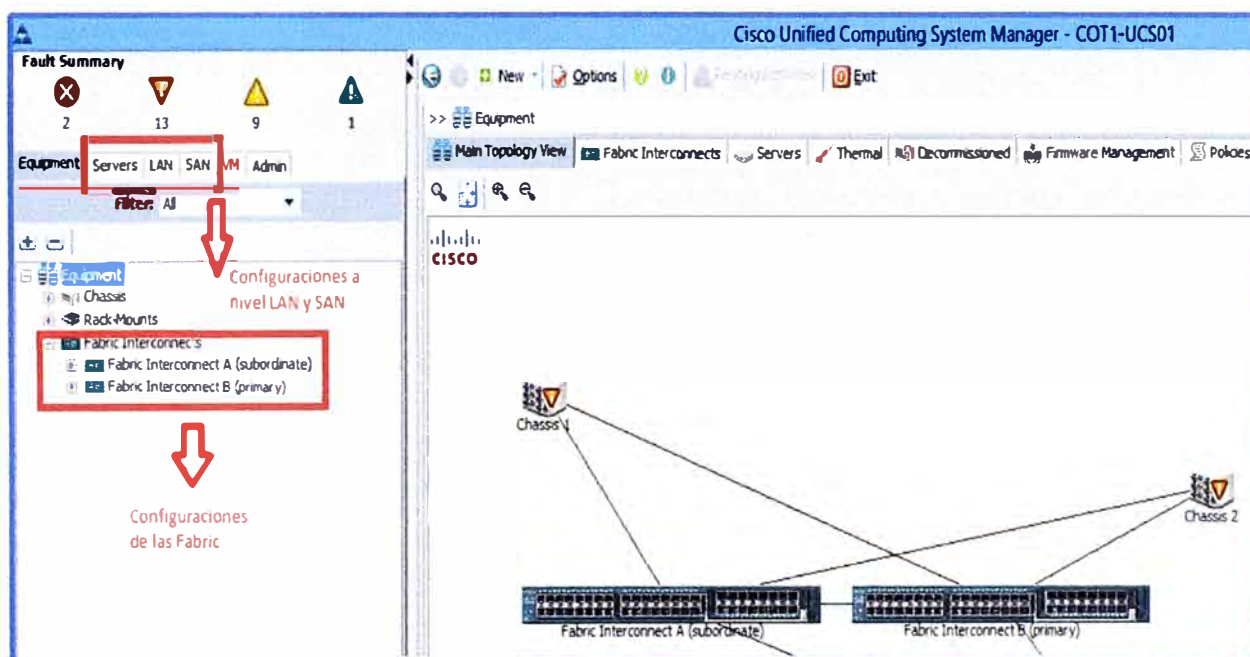 Cisco Unified Computing System Manager - COT1-UCS01
Fault Summary
2 13 9 1
Equipment Servers LAN SAN VM Admin
Filter: All
Equipment
Chassis
Rack-Mounts
Fabric Interconnects
Fabric Interconnect A (subordinate)
Fabric Interconnect B (primary)
Configuraciones a
nivel LAN y SAN
Configuraciones
de las Fabric
New Options Exit
>> Equipment
Main Topology View Fabric Interconnects Servers Thermal Decommissioned Firmware Management Policies
CISCO
Chassis 1
Chassis 2
Fabric Interconnect A (subordinate)
Fabric Interconnect B (primary)